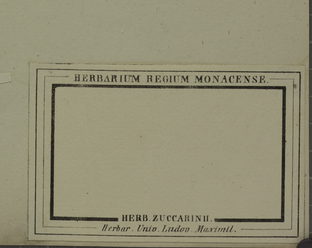 HERBARIUM REGIUM MONACENSE.
HERB. ZUCCARINII.
Herbar. Univ. Ludov. Maximil.